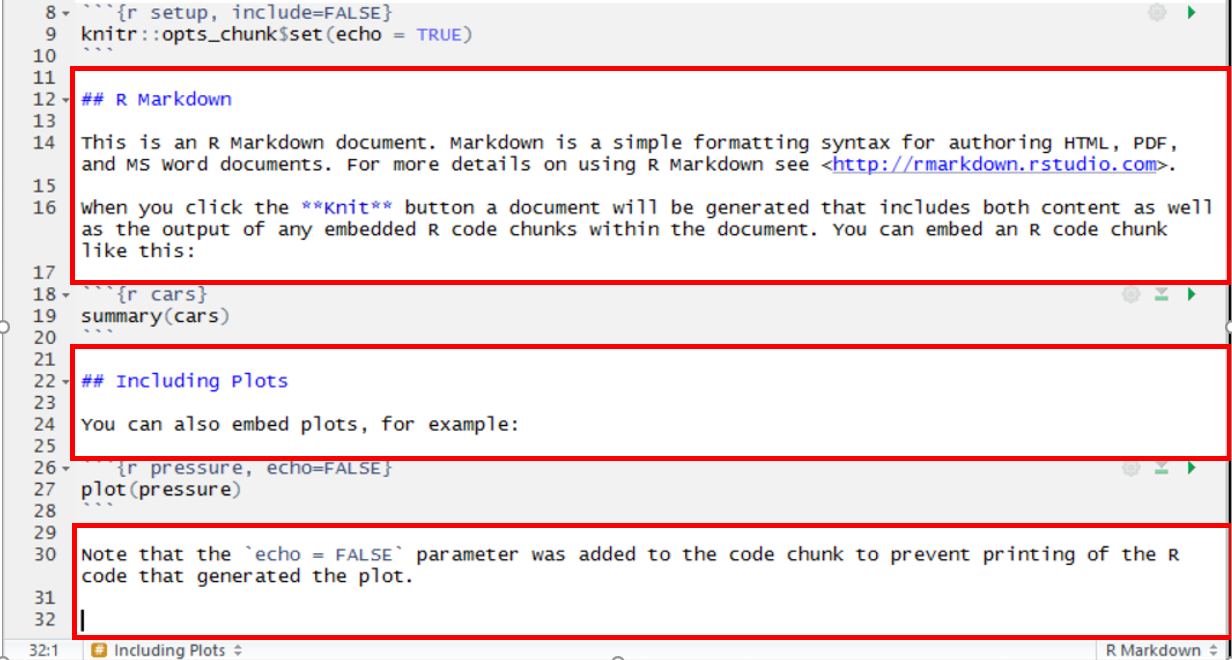 8 ```{r setup, include=FALSE}
9 knitr::opts_chunk$set(echo = TRUE)
10 ```
11
12 ## R Markdown
13
14 This is an R Markdown document. Markdown is a simple formatting syntax for authoring HTML, PDF,
and MS Word documents. For more details on using R Markdown see <http://rmarkdown.rstudio.com>.
15
16 When you click the **Knit** button a document will be generated that includes both content as well
as the output of any embedded R code chunks within the document. You can embed an R code chunk
like this:
17
18 ```{r cars}
19 summary(cars)
20 ```
21
22 ## Including Plots
23
24 You can also embed plots, for example:
25
26 ```{r pressure, echo=FALSE}
27 plot(pressure)
28 ```
29
30 Note that the `echo = FALSE` parameter was added to the code chunk to prevent printing of the R
code that generated the plot.
31
32
32:1 # Including Plots R Markdown